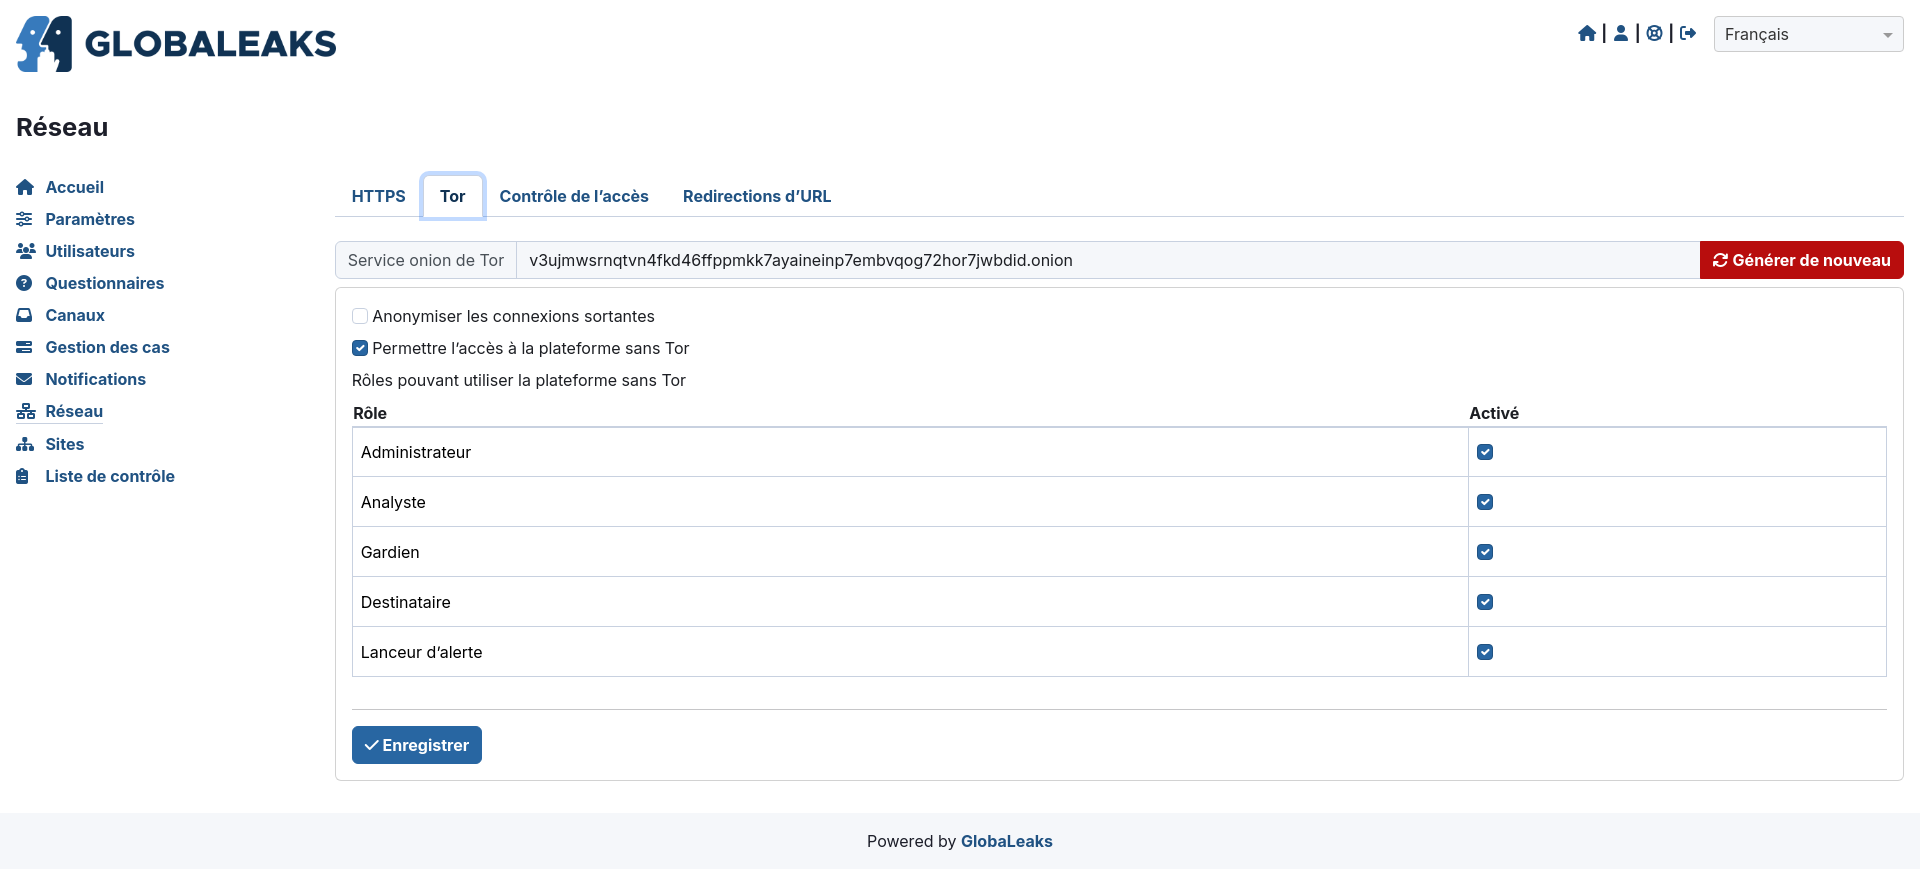 GLOBALEAKS
Français
Réseau
Accueil
Paramètres
Utilisateurs
Questionnaires
Canaux
Gestion des cas
Notifications
Réseau
Sites
Liste de contrôle
HTTPS Tor Contrôle de l’accès Redirections d’URL
Service onion de Tor v3ujmwsrnqtvn4fkd46ffppmkk7ayaineinp7embvqog72hor7jwbdid.onion Générer de nouveau
Anonymiser les connexions sortantes
Permettre l’accès à la plateforme sans Tor
Rôles pouvant utiliser la plateforme sans Tor
Rôle Activé
Administrateur
Analyste
Gardien
Destinataire
Lanceur d’alerte
Enregistrer
Powered by GlobaLeaks